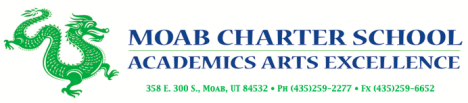 MOAB CHARTER SCHOOL
ACADEMICS ARTS EXCELLENCE
358 E. 300 S., MOAB, UT 84532 • PH (435)259-2277 • FX (435)259-6652